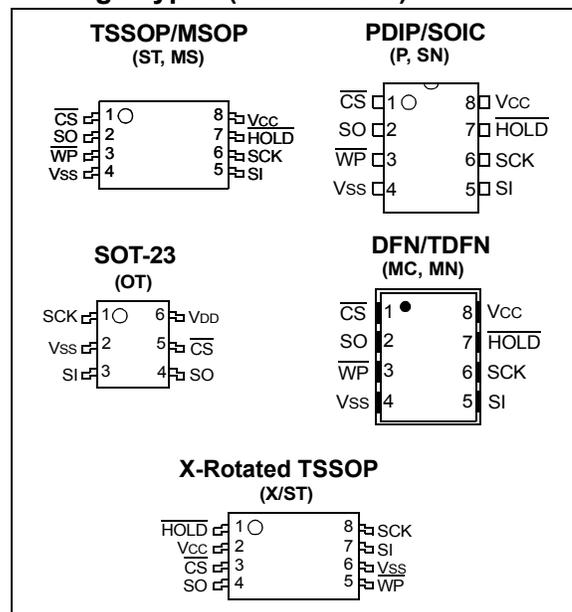 TSSOP/MSOP
(ST, MS)
CS 1 8 VCC
SO 2 7 HOLD
WP 3 6 SCK
VSS 4 5 SI
PDIP/SOIC
(P, SN)
CS 1 8 VCC
SO 2 7 HOLD
WP 3 6 SCK
VSS 4 5 SI
SOT-23
(OT)
SCK 1 6 VDD
VSS 2 5 CS
SI 3 4 SO
DFN/TDFN
(MC, MN)
CS 1 8 VCC
SO 2 7 HOLD
WP 3 6 SCK
VSS 4 5 SI
X-Rotated TSSOP
(X/ST)
HOLD 1 8 SCK
VCC 2 7 SI
CS 3 6 VSS
SO 4 5 WP